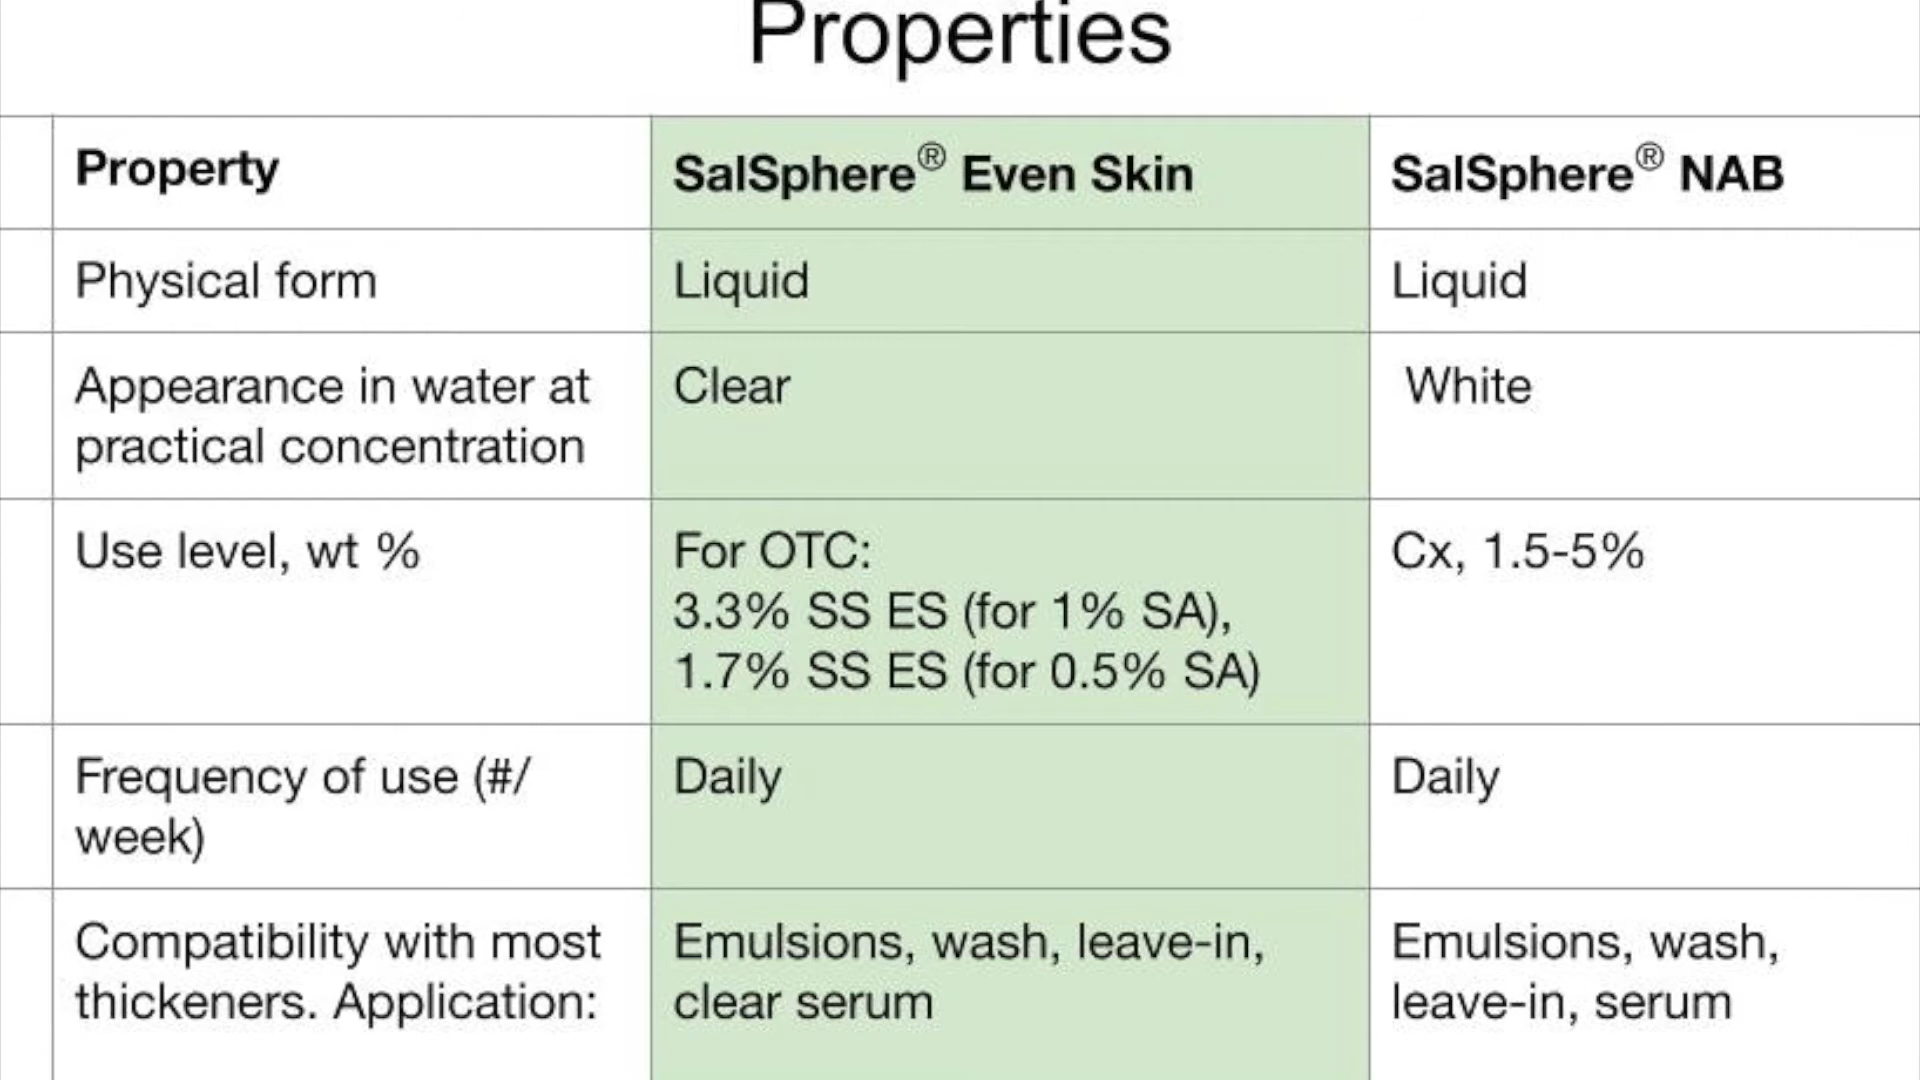 Properties
Property
SalSphere® Even Skin
SalSphere® NAB
Physical form
Liquid
Liquid
Appearance in water at
practical concentration
Clear
White
Use level, wt %
For OTC:
3.3% SS ES (for 1% SA),
1.7% SS ES (for 0.5% SA)
Cx, 1.5-5%
Frequency of use (#/
week)
Daily
Daily
Compatibility with most
thickeners. Application:
Emulsions, wash, leave-in,
clear serum
Emulsions, wash,
leave-in, serum